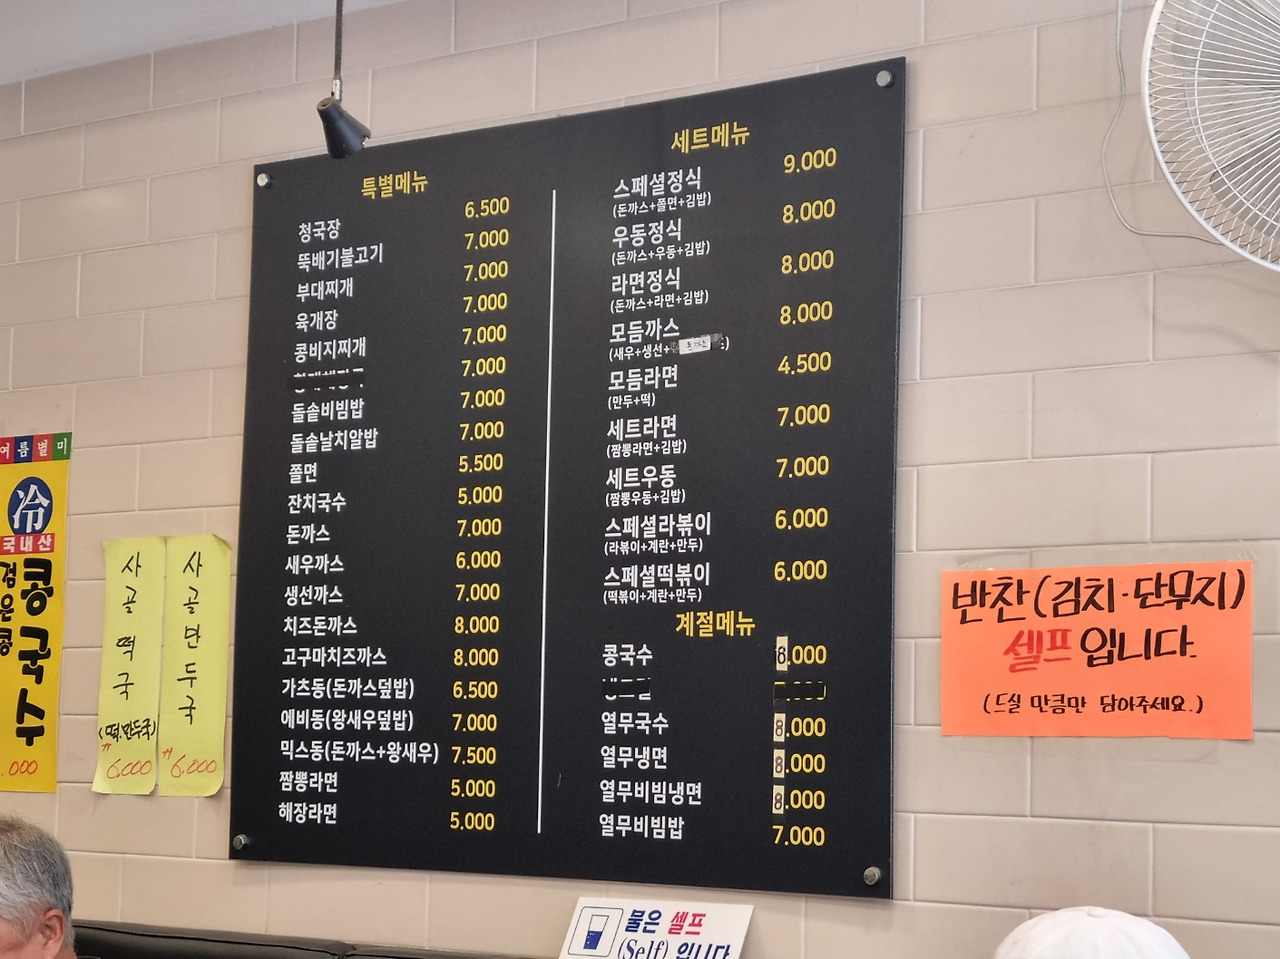 특별메뉴
청국장 6.500
뚝배기불고기 7.000
부대찌개 7.000
육개장 7.000
콩비지찌개 7.000
7.000
돌솥비빔밥 7.000
돌솥날치알밥 7.000
쫄면 5.500
잔치국수 5.000
돈까스 7.000
새우까스 6.000
생선까스 7.000
치즈돈까스 8.000
고구마치즈까스 8.000
가츠동(돈까스덮밥) 6.500
에비동(왕새우덮밥) 7.000
믹스동(돈까스+왕새우) 7.500
짬뽕라면 5.000
해장라면 5.000
세트메뉴
스페셜정식 9.000
(돈까스+쫄면+김밥)
우동정식 8.000
(돈까스+우동+김밥)
라면정식 8.000
(돈까스+라면+김밥)
모듬까스 8.000
(새우+생선+
모듬라면 4.500
(만두+떡)
세트라면 7.000
(짬뽕라면+김밥)
세트우동 7.000
(짬뽕우동+김밥)
스페셜라볶이 6.000
(라볶이+계란+만두)
스페셜떡볶이 6.000
(떡볶이+계란+만두)
계절메뉴
콩국수 8.000
열무국수 8.000
열무냉면 8.000
열무비빔냉면 8.000
열무비빔밥 7.000
여름별미
冷
국내산
검은콩
콩국수
.000
사골떡국
(떡.만두국)
6.000
사골만두국
6.000
반찬(김치·단무지)
셀프입니다.
(드실 만큼만 담아주세요.)
물은 셀프
(Self) 입니다